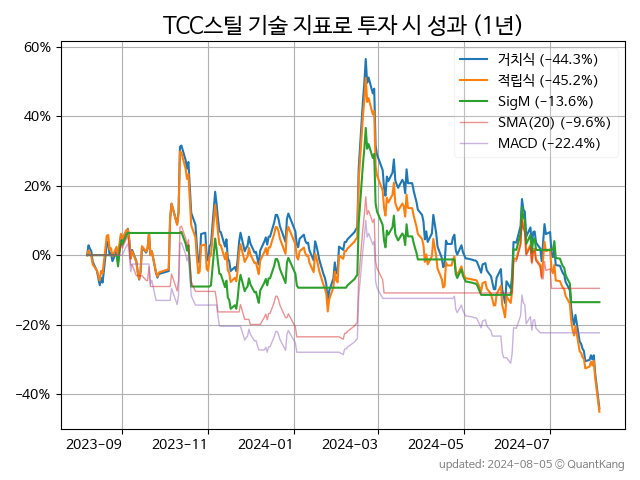 TCC스틸 기술 지표로 투자 시 성과 (1년)
60%
40%
20%
0%
−20%
−40%
거치식 (−44.3%)
적립식 (−45.2%)
SigM (−13.6%)
SMA(20) (−9.6%)
MACD (−22.4%)
2023-09 2023-11 2024-01 2024-03 2024-05 2024-07
updated: 2024-08-05 © QuantKang